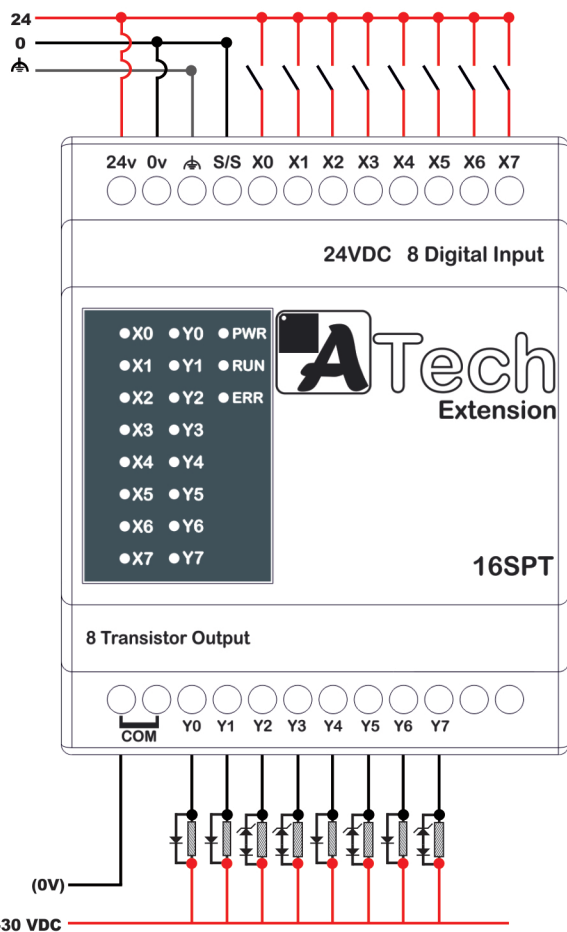 24
0
24v 0v S/S X0 X1 X2 X3 X4 X5 X6 X7
24VDC 8 Digital Input
X0 Y0 PWR
X1 Y1 RUN
X2 Y2 ERR
X3 Y3
X4 Y4
X5 Y5
X6 Y6
X7 Y7
ATech
Extension
16SPT
8 Transistor Output
COM Y0 Y1 Y2 Y3 Y4 Y5 Y6 Y7
(0V)
30 VDC